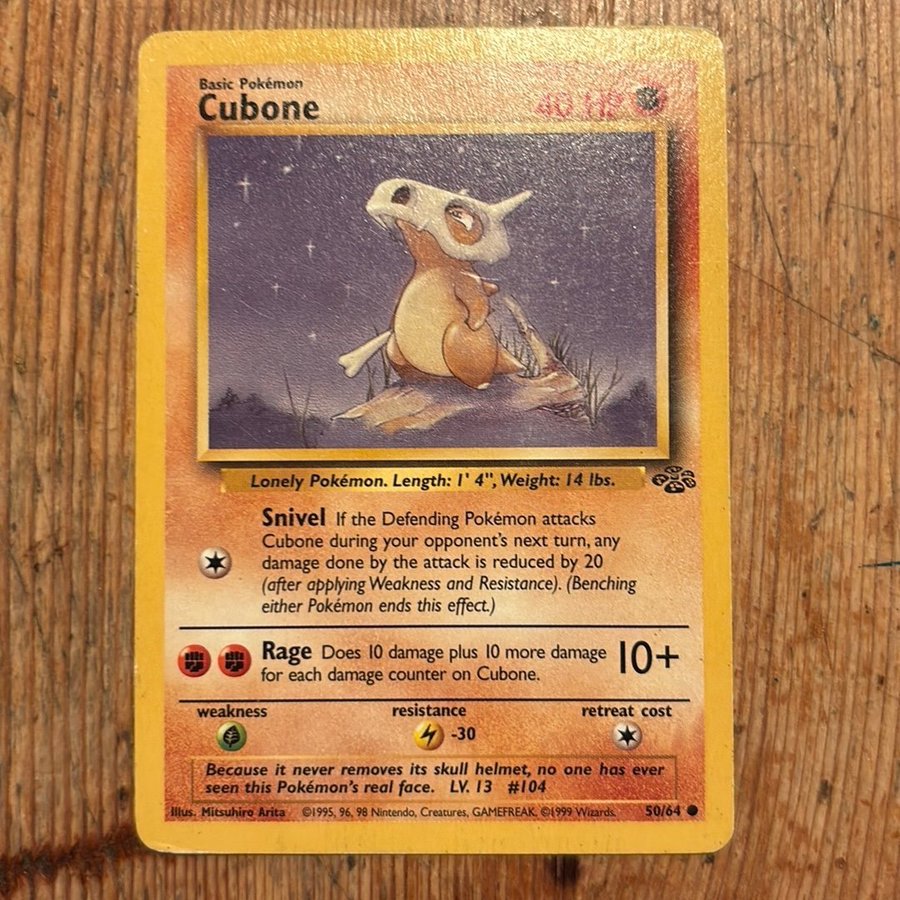 Basic Pokémon
Cubone 40 HP
Lonely Pokémon. Length: 1' 4", Weight: 14 lbs.
Snivel If the Defending Pokémon attacks
Cubone during your opponent's next turn, any
damage done by the attack is reduced by 20
(after applying Weakness and Resistance). (Benching
either Pokémon ends this effect.)
Rage Does 10 damage plus 10 more damage 10+
for each damage counter on Cubone.
weakness resistance retreat cost
-30
Because it never removes its skull helmet, no one has ever
seen this Pokémon's real face. LV. 13 #104
Illus. Mitsuhiro Arita ©1995, 96, 98 Nintendo, Creatures, GAMEFREAK. ©1999 Wizards. 50/64